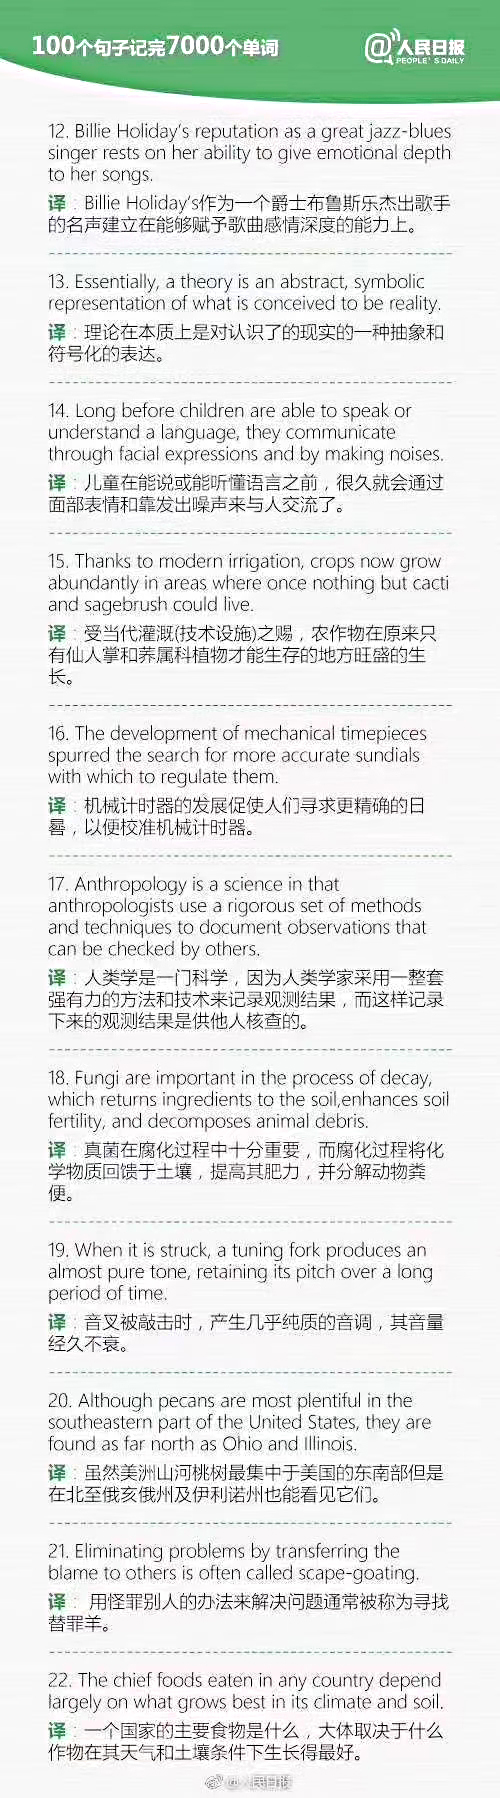 100个句子记完7000个单词
@人民日报
PEOPLE'S DAILY
12. Billie Holiday's reputation as a great jazz-blues
singer rests on her ability to give emotional depth
to her songs.
译：Billie Holiday's作为一个爵士布鲁斯乐杰出歌手
的名声建立在能够赋予歌曲感情深度的能力上。
13. Essentially, a theory is an abstract, symbolic
representation of what is conceived to be reality.
译：理论在本质上是对认识了的现实的一种抽象和
符号化的表达。
14. Long before children are able to speak or
understand a language, they communicate
through facial expressions and by making noises.
译：儿童在能说或能听懂语言之前，很久就会通过
面部表情和靠发出噪声来与人交流了。
15. Thanks to modern irrigation, crops now grow
abundantly in areas where once nothing but cacti
and sagebrush could live.
译：受当代灌溉(技术设施)之赐，农作物在原来只
有仙人掌和荞属科植物才能生存的地方旺盛的生
长。
16. The development of mechanical timepieces
spurred the search for more accurate sundials
with which to regulate them.
译：机械计时器的发展促使人们寻求更精确的日
晷，以便校准机械计时器。
17. Anthropology is a science in that
anthropologists use a rigorous set of methods
and techniques to document observations that
can be checked by others.
译：人类学是一门科学，因为人类学家采用一整套
强有力的方法和技术来记录观测结果，而这样记录
下来的观测结果是供他人核查的。
18. Fungi are important in the process of decay,
which returns ingredients to the soil,enhances soil
fertility, and decomposes animal debris.
译：真菌在腐化过程中十分重要，而腐化过程将化
学物质回馈于土壤，提高其肥力，并分解动物粪
便。
19. When it is struck, a tuning fork produces an
almost pure tone, retaining its pitch over a long
period of time.
译：音叉被敲击时，产生几乎纯质的音调，其音量
经久不衰。
20. Although pecans are most plentiful in the
southeastern part of the United States, they are
found as far north as Ohio and Illinois.
译：虽然美洲山河桃树最集中于美国的东南部但是
在北至俄亥俄州及伊利诺州也能看见它们。
21. Eliminating problems by transferring the
blame to others is often called scape-goating.
译： 用怪罪别人的办法来解决问题通常被称为寻找
替罪羊。
22. The chief foods eaten in any country depend
largely on what grows best in its climate and soil.
译：一个国家的主要食物是什么，大体取决于什么
作物在其天气和土壤条件下生长得最好。
@人民日报